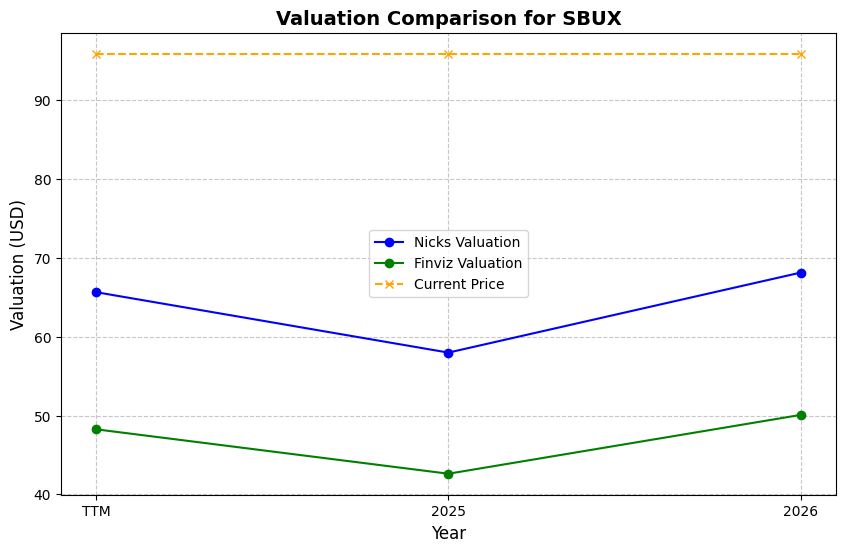 Valuation Comparison for SBUX
Valuation (USD)
90
80
70
60
50
40
Nicks Valuation
Finviz Valuation
Current Price
TTM
2025
2026
Year